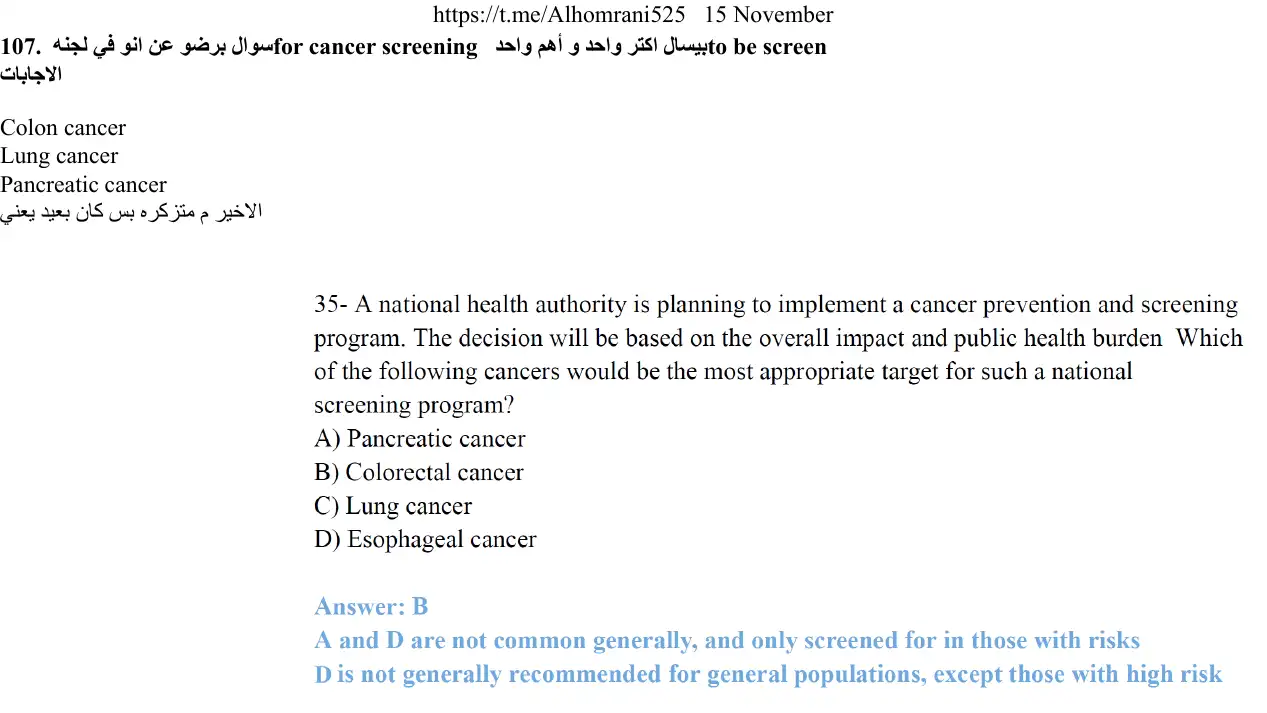 https://t.me/Alhomrani525 15 November
107. سوال برضو عن انو في لجنه for cancer screening بيسال اكتر واحد و أهم واحد to be screen
الاجابات
Colon cancer
Lung cancer
Pancreatic cancer
الاخير م متزكره بس كان بعيد يعني
35- A national health authority is planning to implement a cancer prevention and screening
program. The decision will be based on the overall impact and public health burden Which
of the following cancers would be the most appropriate target for such a national
screening program?
A) Pancreatic cancer
B) Colorectal cancer
C) Lung cancer
D) Esophageal cancer
Answer: B
A and D are not common generally, and only screened for in those with risks
D is not generally recommended for general populations, except those with high risk